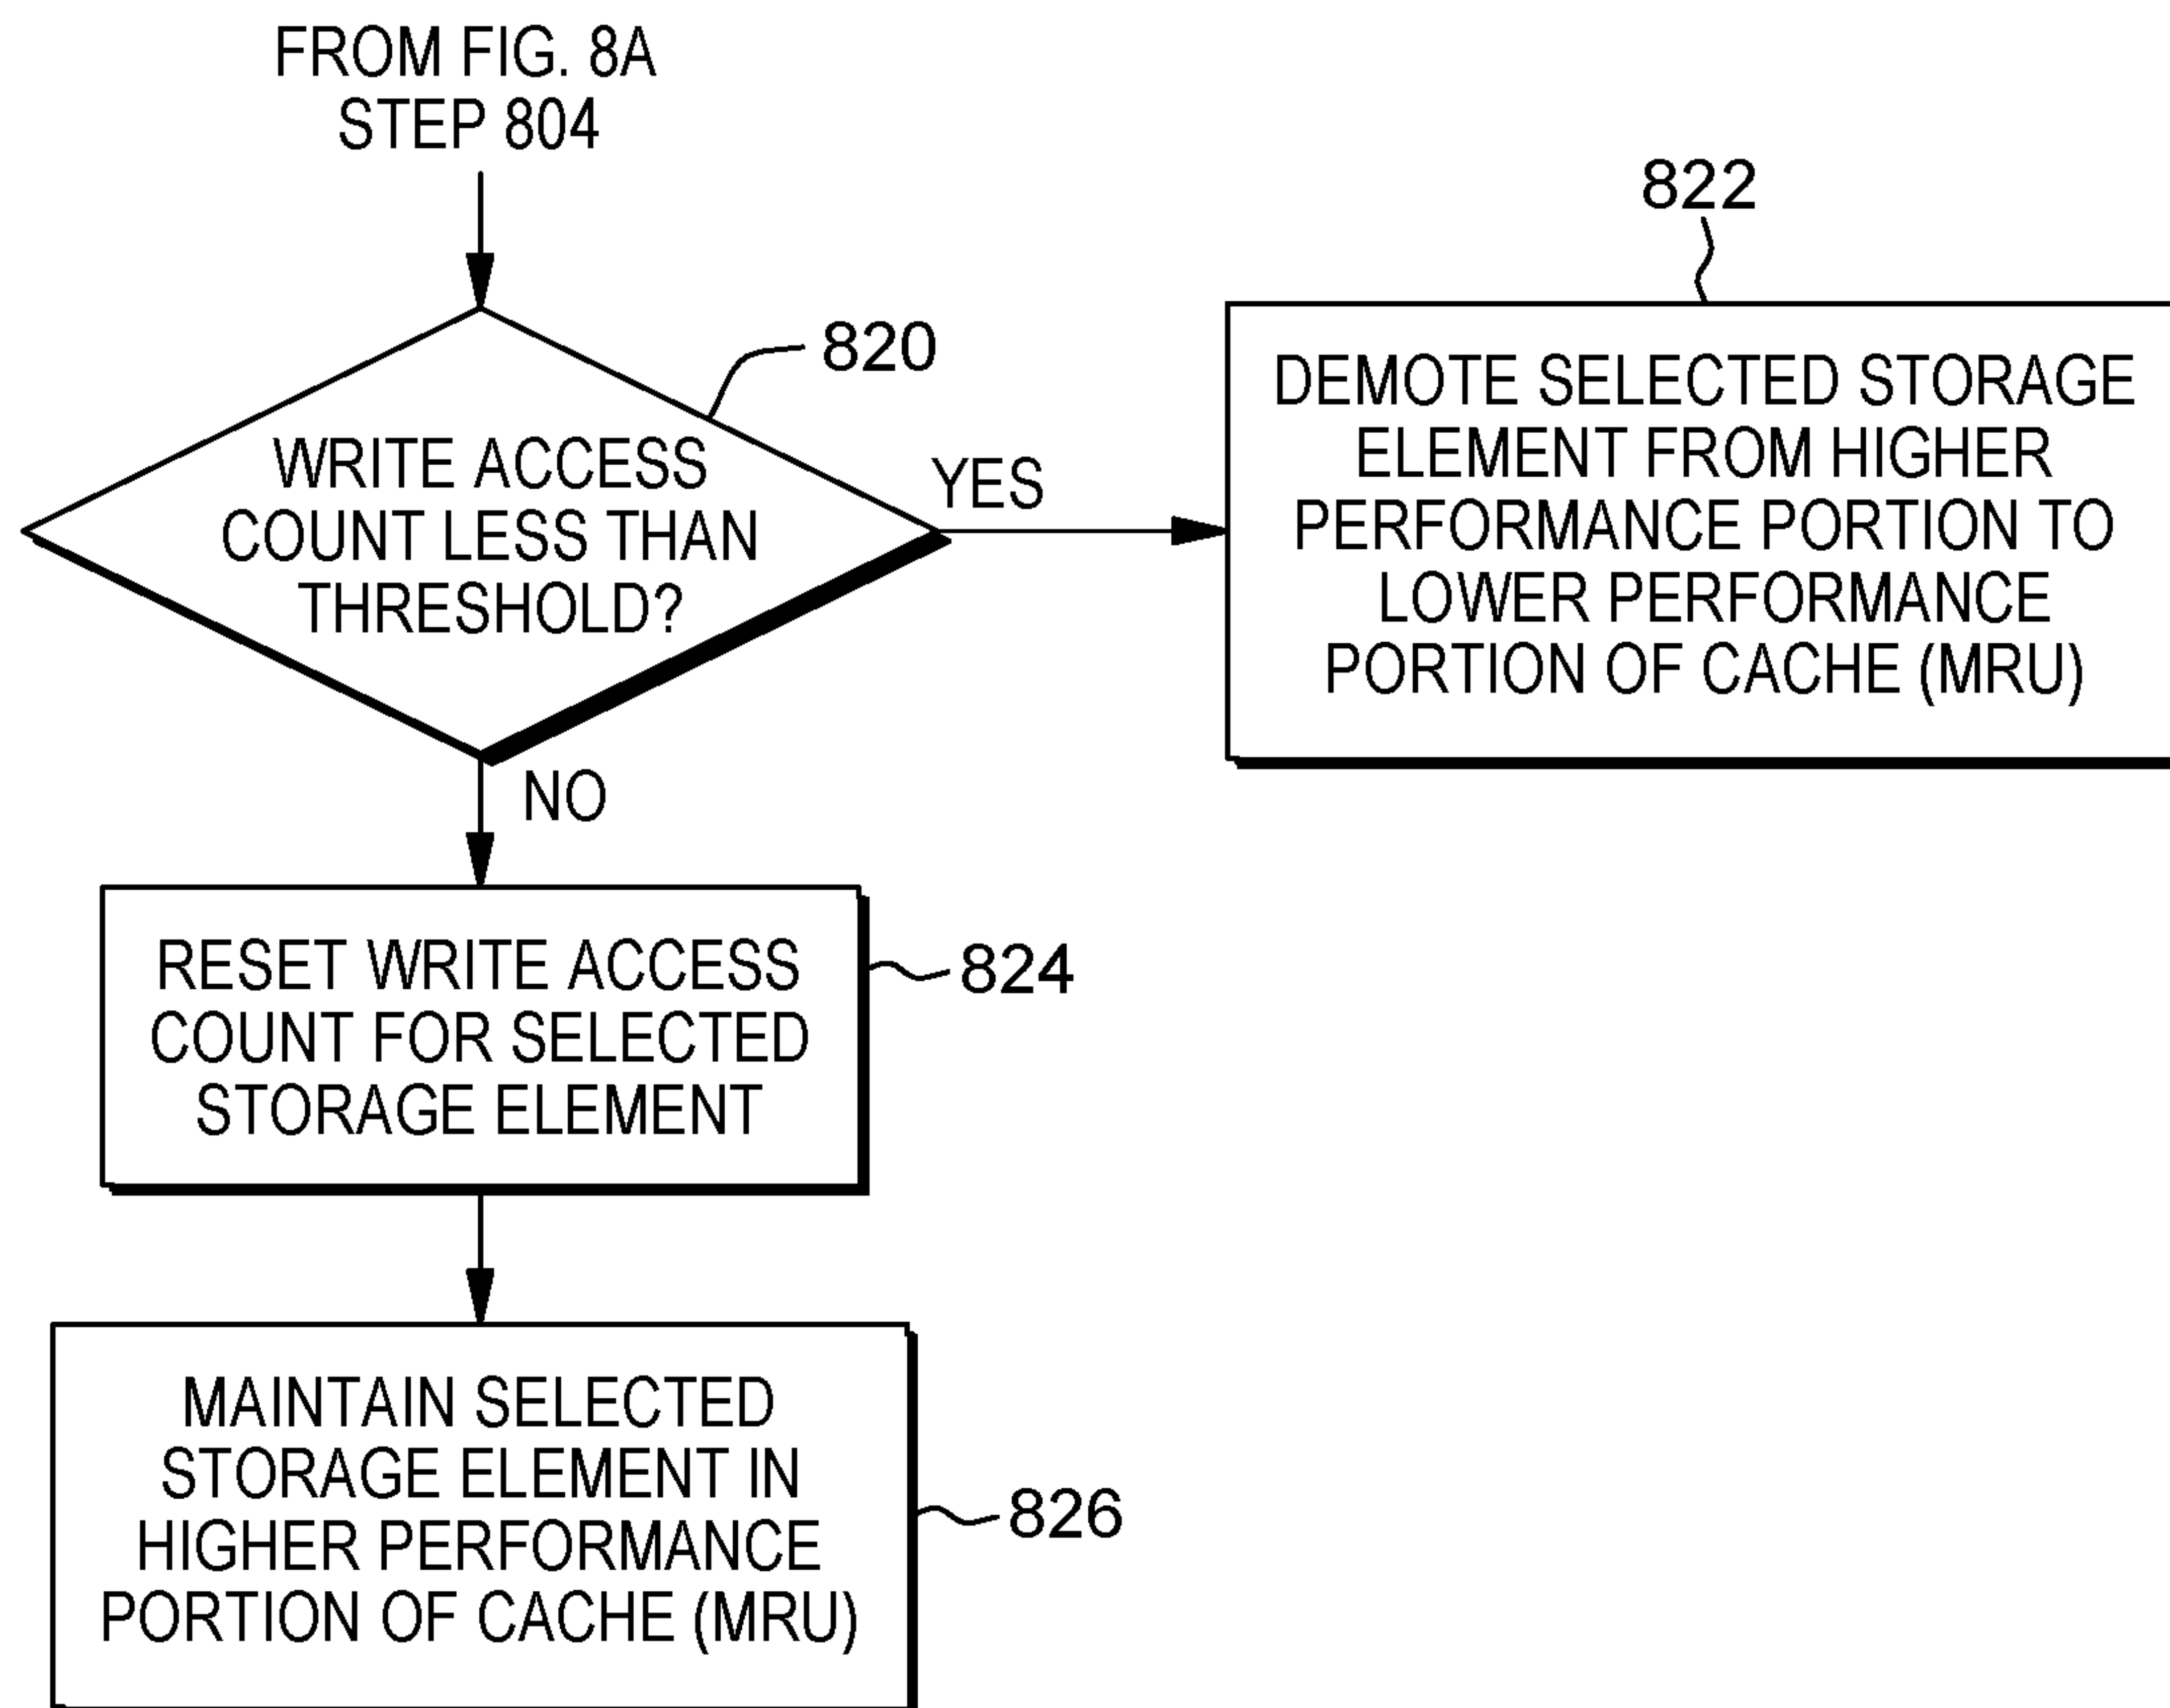 FROM FIG. 8A
STEP 804
822
820
WRITE ACCESS
COUNT LESS THAN
THRESHOLD?
YES
DEMOTE SELECTED STORAGE
ELEMENT FROM HIGHER
PERFORMANCE PORTION TO
LOWER PERFORMANCE
PORTION OF CACHE (MRU)
NO
RESET WRITE ACCESS
COUNT FOR SELECTED
STORAGE ELEMENT
824
MAINTAIN SELECTED
STORAGE ELEMENT IN
HIGHER PERFORMANCE
PORTION OF CACHE (MRU)
826